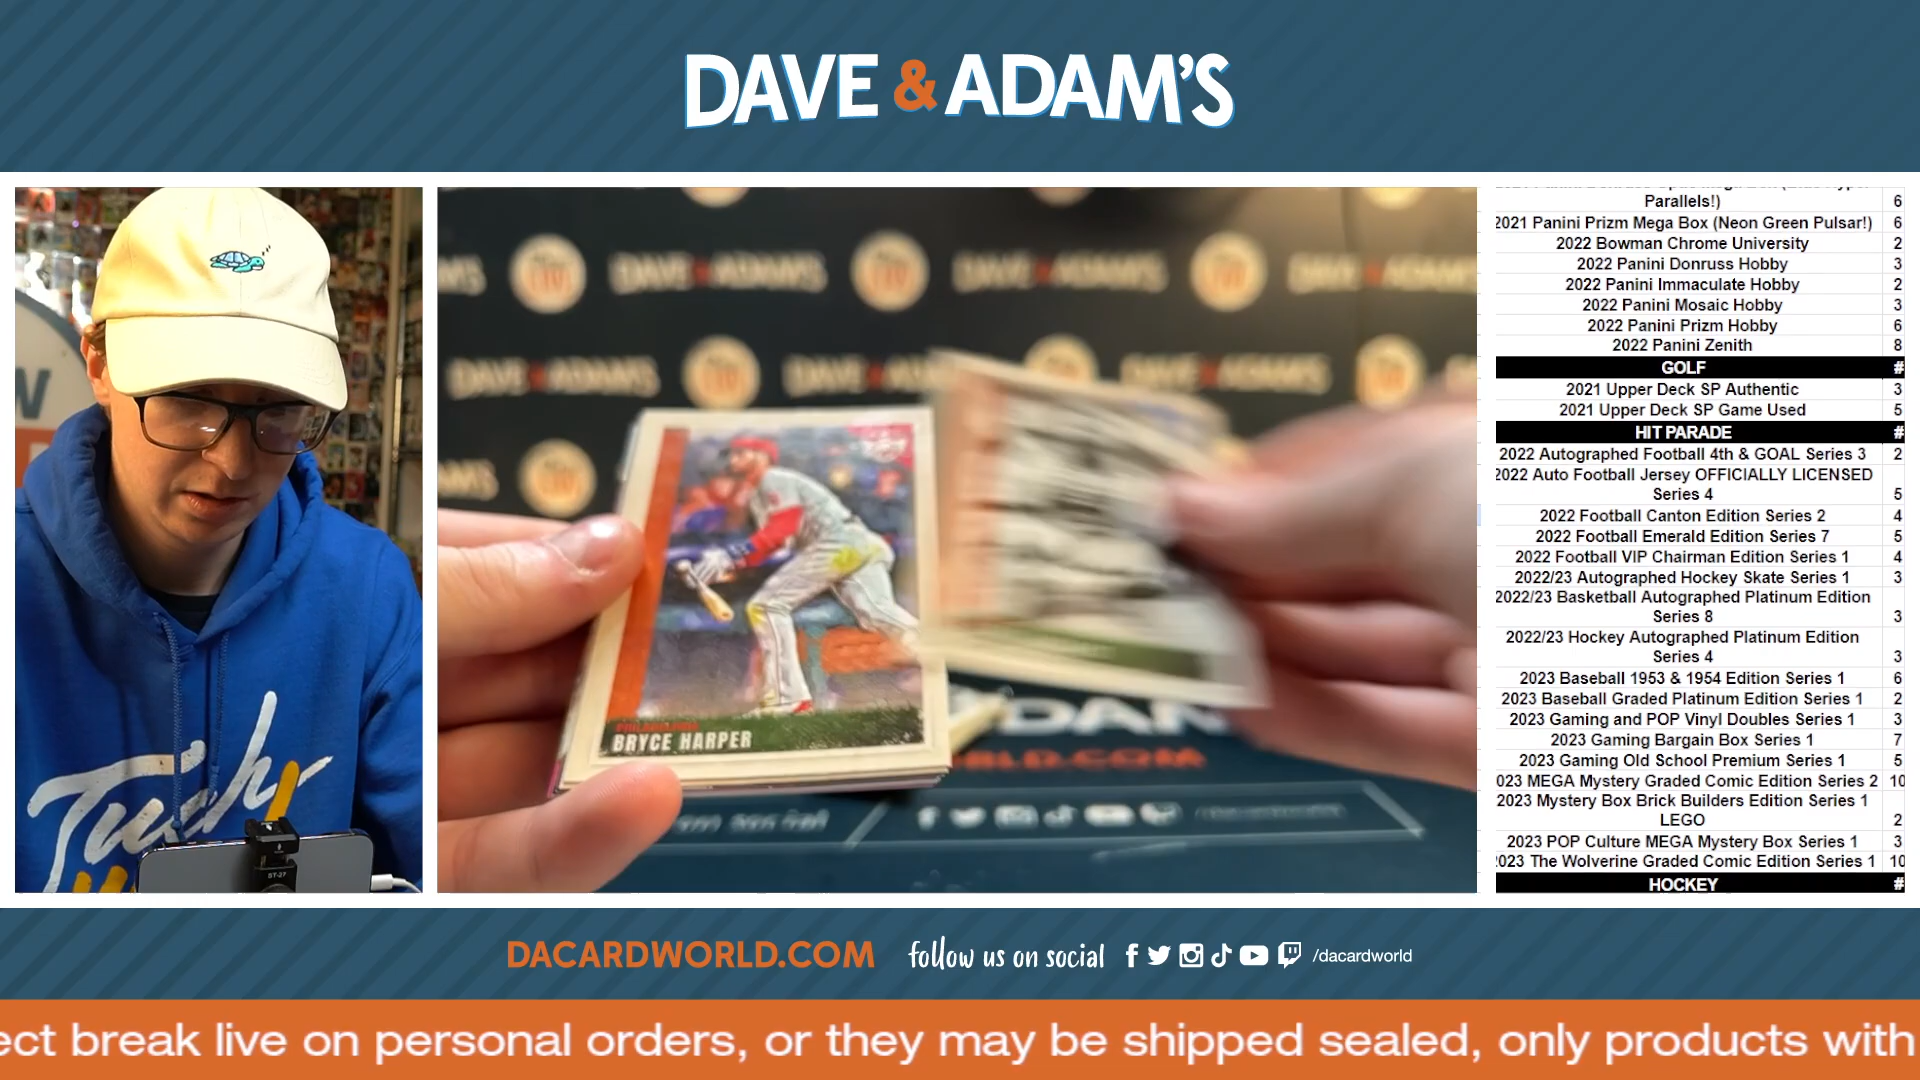 DAVE & ADAM'S
Parallels!) 6
2021 Panini Prizm Mega Box (Neon Green Pulsar!) 6
2022 Bowman Chrome University 2
2022 Panini Donruss Hobby 3
2022 Panini Immaculate Hobby 2
2022 Panini Mosaic Hobby 3
2022 Panini Prizm Hobby 6
2022 Panini Zenith 8
GOLF #
2021 Upper Deck SP Authentic 3
2021 Upper Deck SP Game Used 5
HIT PARADE #
2022 Autographed Football 4th & GOAL Series 3 2
2022 Auto Football Jersey OFFICIALLY LICENSED
Series 4 5
2022 Football Canton Edition Series 2 4
2022 Football Emerald Edition Series 7 5
2022 Football VIP Chairman Edition Series 1 4
2022/23 Autographed Hockey Skate Series 1 3
2022/23 Basketball Autographed Platinum Edition
Series 8 3
2022/23 Hockey Autographed Platinum Edition
Series 4 3
2023 Baseball 1953 & 1954 Edition Series 1 6
2023 Baseball Graded Platinum Edition Series 1 2
2023 Gaming and POP Vinyl Doubles Series 1 3
2023 Gaming Bargain Box Series 1 7
2023 Gaming Old School Premium Series 1 5
023 MEGA Mystery Graded Comic Edition Series 2 10
2023 Mystery Box Brick Builders Edition Series 1
LEGO 2
2023 POP Culture MEGA Mystery Box Series 1 3
023 The Wolverine Graded Comic Edition Series 1 10
HOCKEY #
W
ST-27
DAVE & ADAM'S DAVE & ADAM'S DAVE & ADAM'S
DAVE & ADAM'S
PHILADELPHIA
BRYCE HARPER
DACARDWORLD.COM follow us on social /dacardworld
ect break live on personal orders, or they may be shipped sealed, only products with